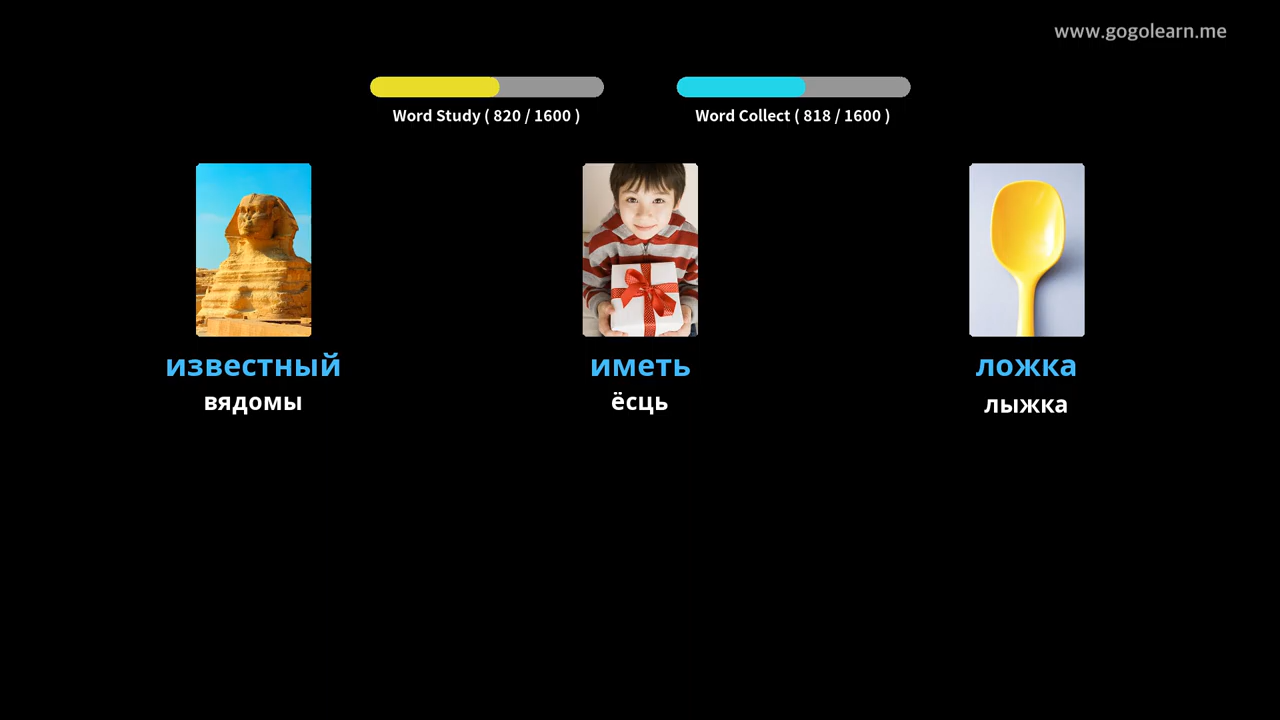 www.gogolearn.me
Word Study ( 820 / 1600 )
Word Collect ( 818 / 1600 )
известный
иметь
ложка
вядомы
ёсць
лыжка